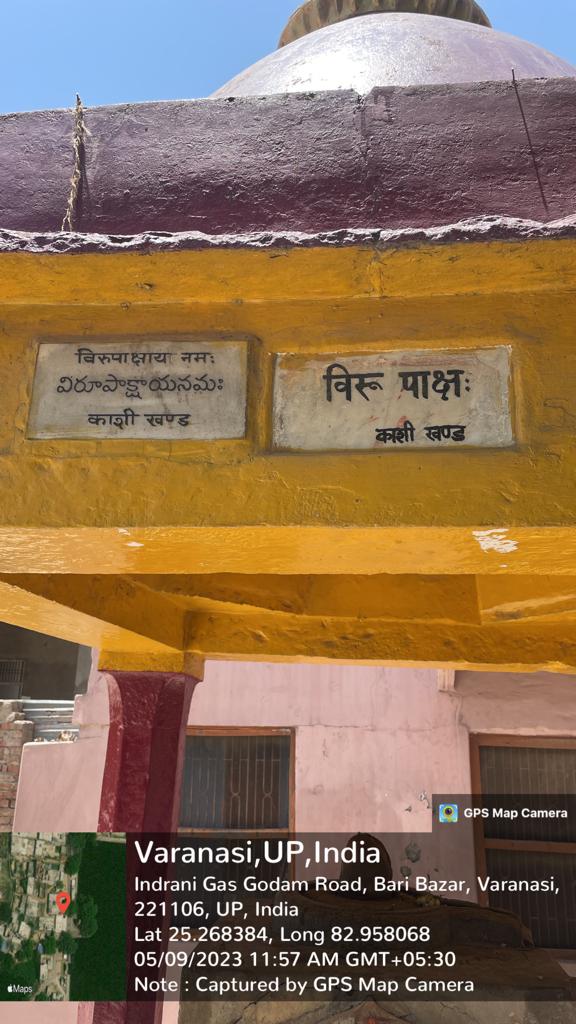 विरुपाक्षाय नमः
విరూపాక్షాయనమః
काशी खण्ड
विरू पाक्षः
काशी खण्ड
GPS Map Camera
Varanasi,UP,India
Indrani Gas Godam Road, Bari Bazar, Varanasi,
221106, UP, India
Lat 25.268384, Long 82.958068
05/09/2023 11:57 AM GMT+05:30
Note : Captured by GPS Map Camera
Maps